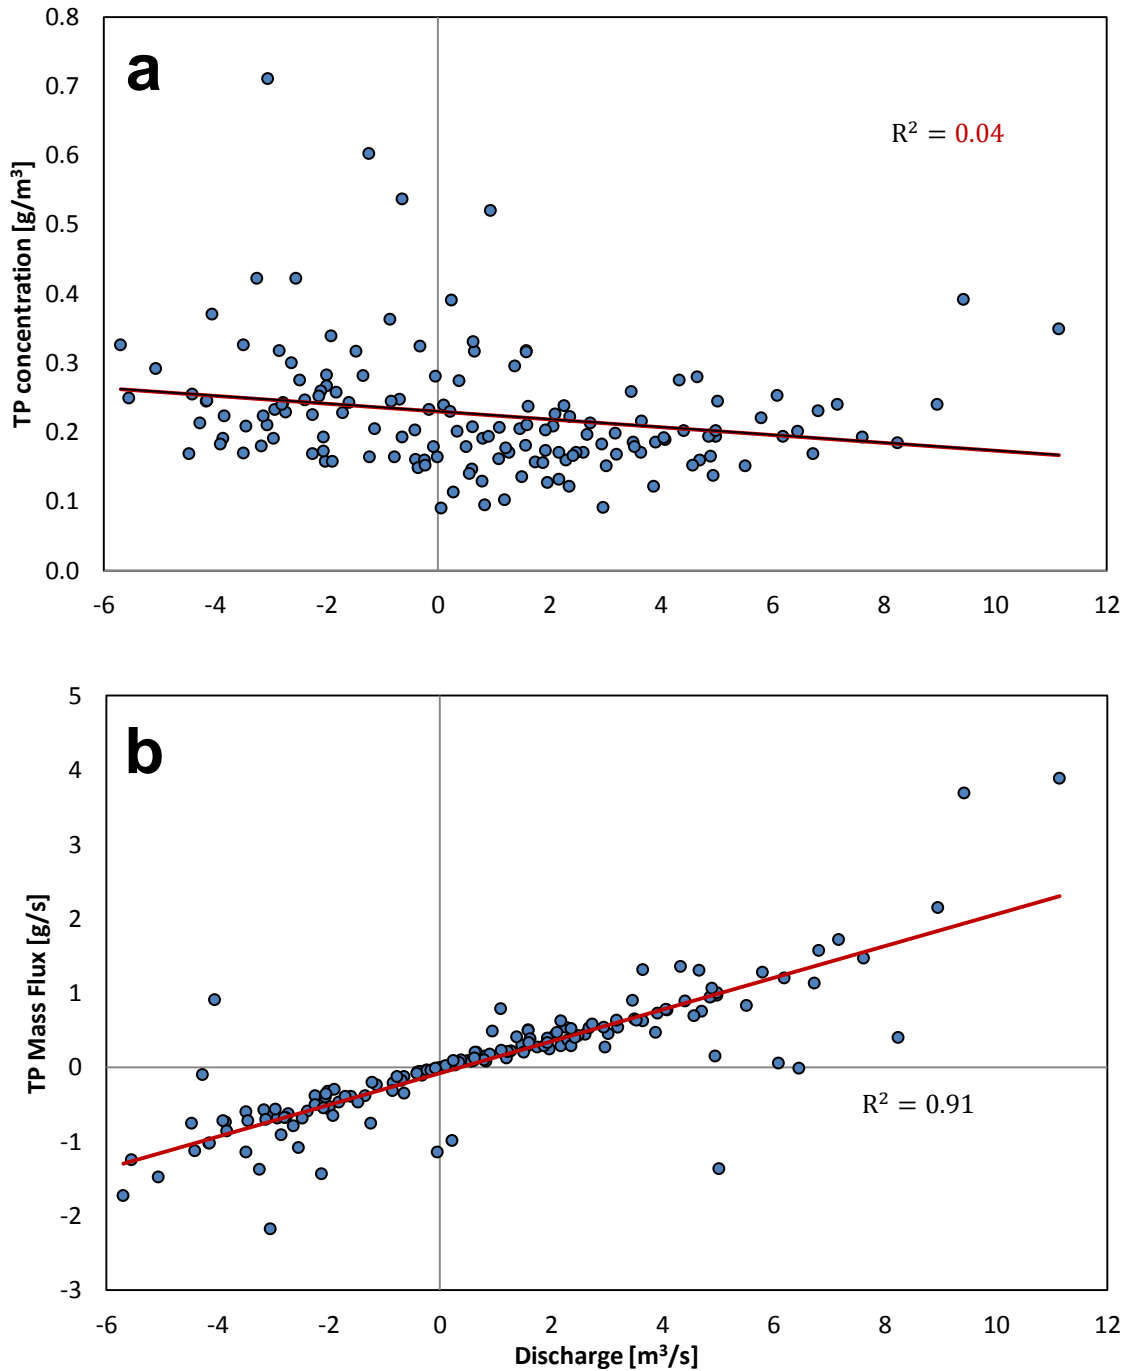 0.8
a
0.7
R² = 0.04
0.6
0.5
0.4
0.3
0.2
0.1
0.0
TP concentration [g/m³]
-6 -4 -2 0 2 4 6 8 10 12
5
b
4
3
2
1
0
-1
R² = 0.91
-2
-3
TP Mass Flux [g/s]
-6 -4 -2 0 2 4 6 8 10 12
Discharge [m³/s]